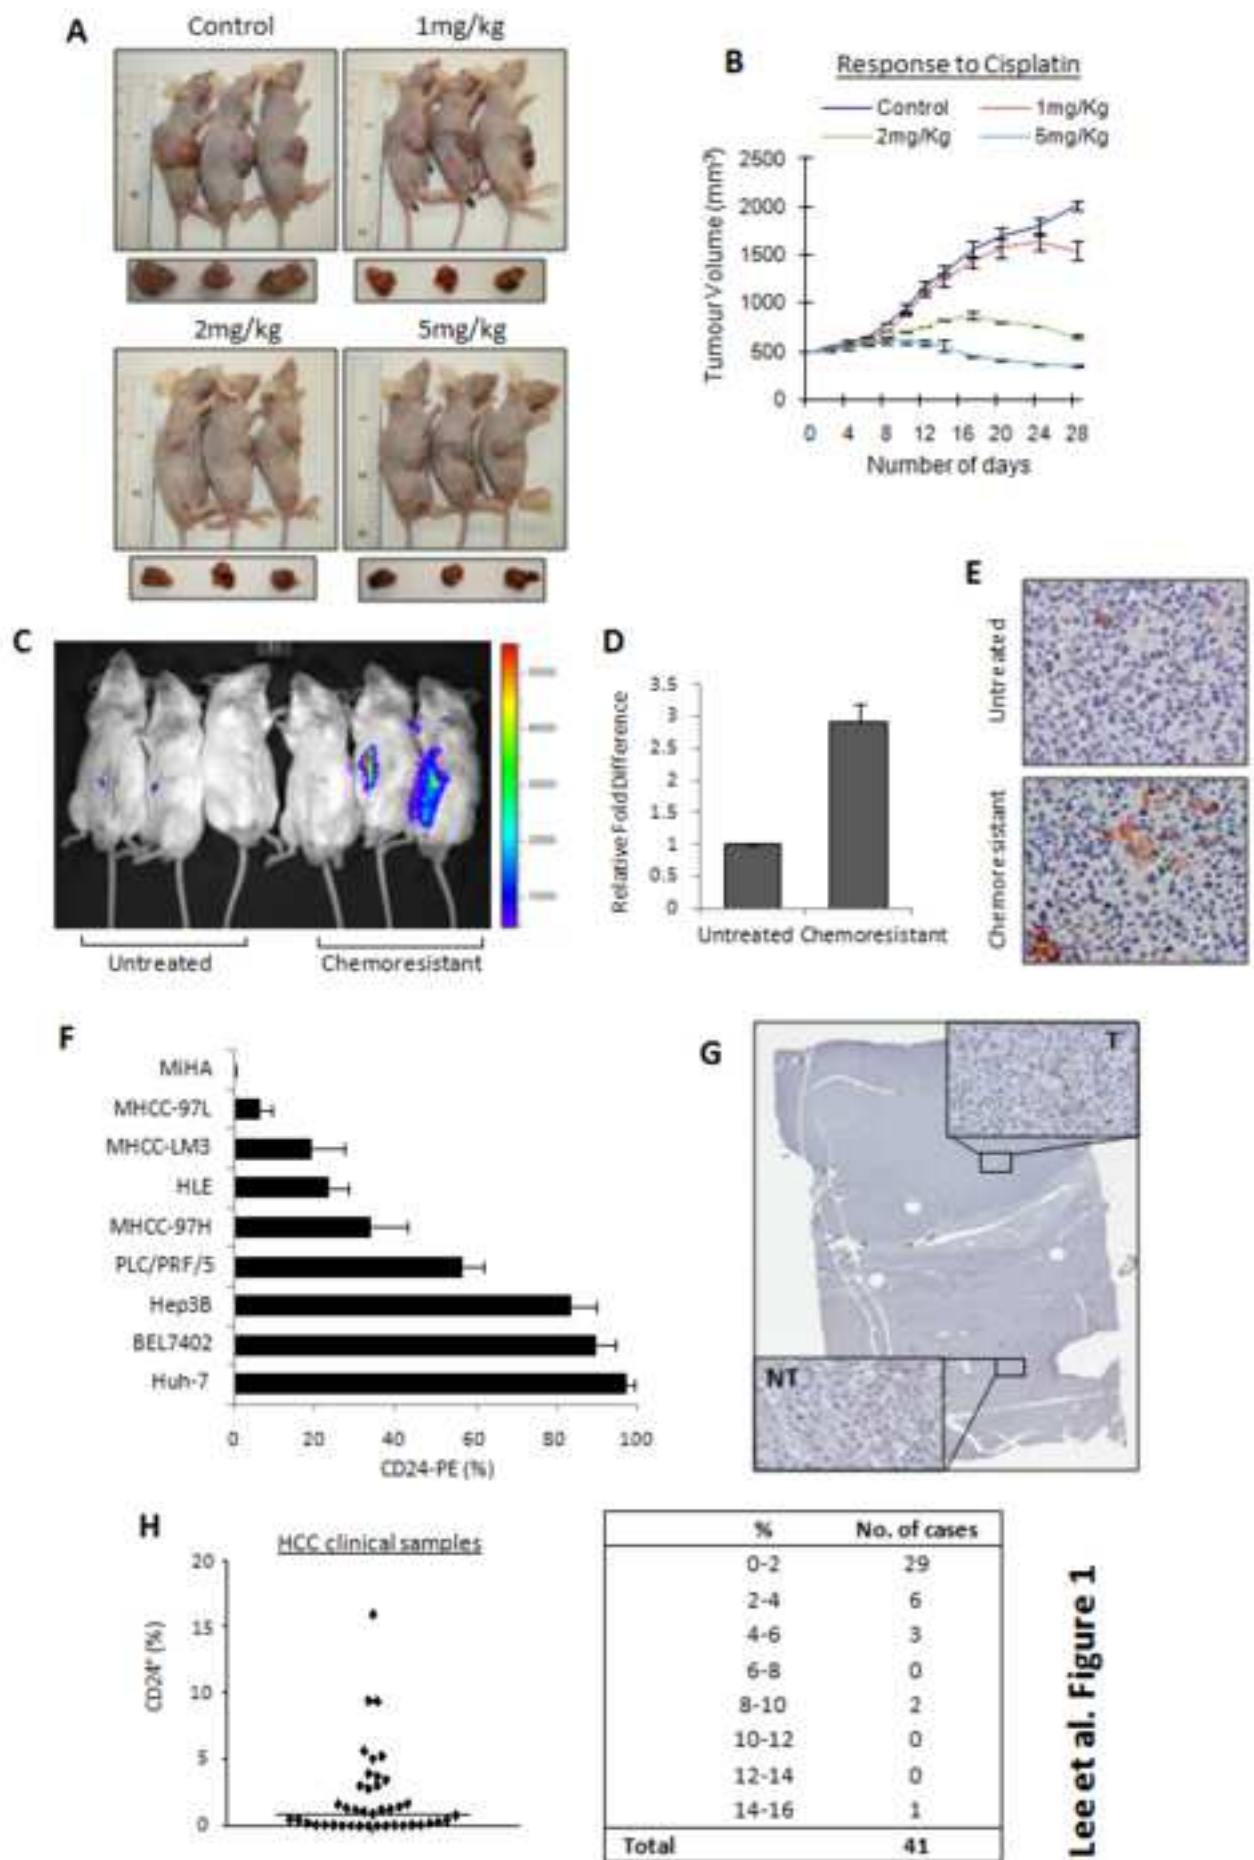 A
Control
1mg/kg
2mg/kg
5mg/kg
B
Response to Cisplatin
Control
1mg/Kg
2mg/Kg
5mg/Kg
Tumour Volume (mm³)
2500
2000
1500
1000
500
0
0 4 8 12 16 20 24 28
Number of days
C
Untreated
Chemoresistant
D
Relative Fold Difference
3.5
3
2.5
2
1.5
1
0.5
0
Untreated Chemoresistant
E
Untreated
Chemoresistant
F
MiHA
MHCC-97L
MHCC-LM3
HLE
MHCC-97H
PLC/PRF/5
Hep3B
BEL7402
Huh-7
0 20 40 60 80 100
CD24-PE (%)
G
T
NT
H
HCC clinical samples
CD24⁺ (%)
20
15
10
5
0
% No. of cases
0-2 29
2-4 6
4-6 3
6-8 0
8-10 2
10-12 0
12-14 0
14-16 1
Total 41
Lee et al. Figure 1